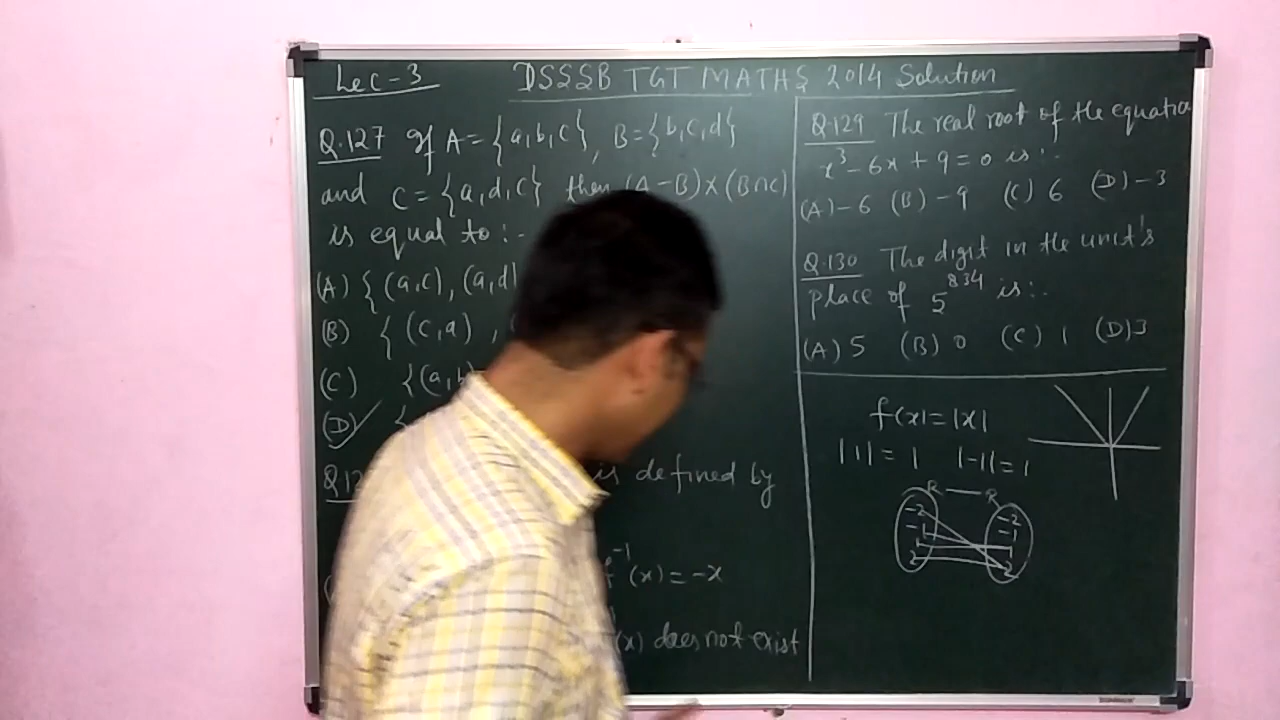 Lec-3 DSSSB TGT MATHS 2014 Solution
Q.127 If A={a,b,c}, B={b,c,d}
and C={a,d,c} then (A-B)×(B∩C)
is equal to:-
(A) {(a,c),(a,d)
(B) {(c,a),
(C) {(a,b)
(D) {
Q.12 is defined by
f⁻¹(x)=-x
(x) does not exist
Q.129 The real root of the equation
x³-6x+9=0 is:-
(A)-6 (B)-9 (C) 6 (D)-3
Q.130 The digit in the unit's
place of 5⁸³⁴ is:-
(A) 5 (B) 0 (C) 1 (D) 3
f(x)=|x|
|1|=1 |-1|=1
R — R
-2 -2
-1 -1
1 1
2 2